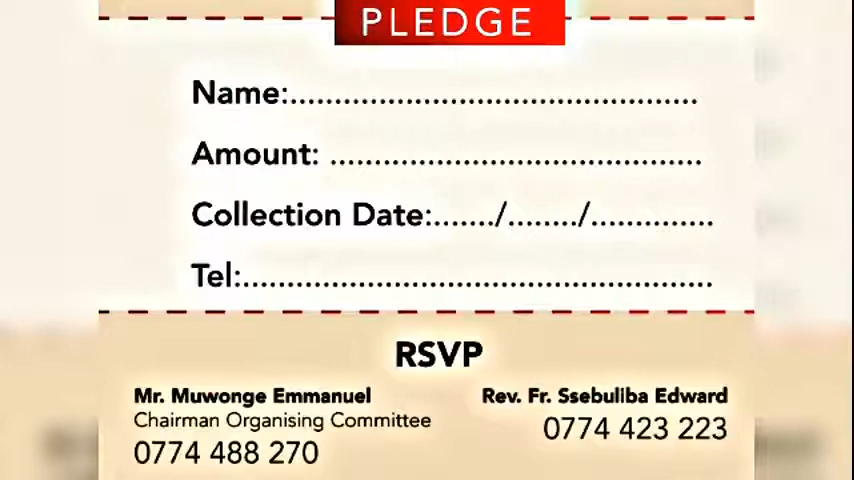 PLEDGE
Name:.............................................
Amount: .........................................
Collection Date:......./......../..............
Tel:....................................................
RSVP
Mr. Muwonge Emmanuel
Chairman Organising Committee
0774 488 270
Rev. Fr. Ssebuliba Edward
0774 423 223